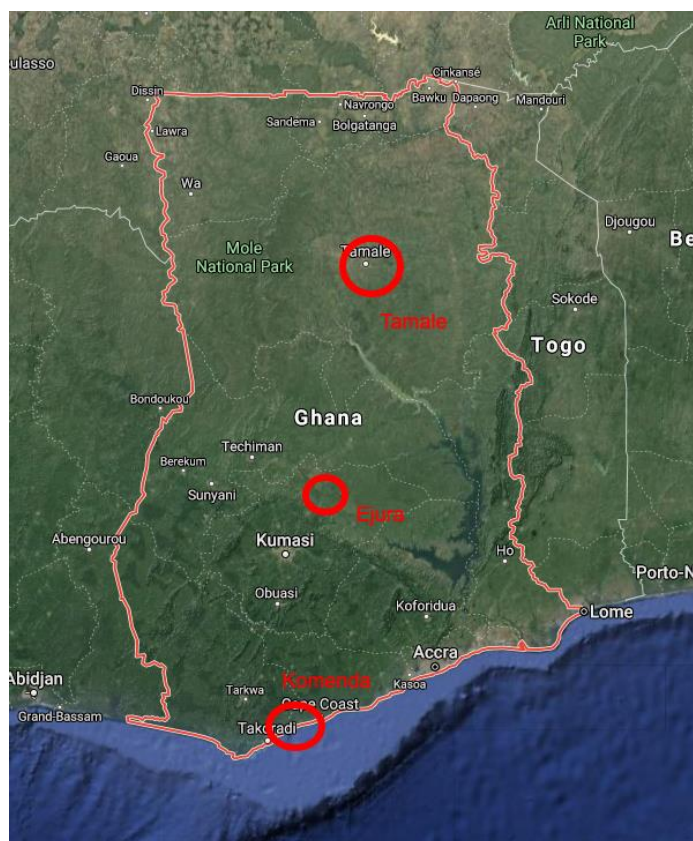 Arli National
Park
ulasso
Cinkansé
Dissin
Bawku
Dapaong
Mandouri
Navrongo
Sandema
Bolgatanga
Lawra
Gaoua
Wa
Djougou
Be
Mole
National Park
Tamale
Tamale
Sokode
Togo
Bondoukou
Ghana
Techiman
Berekum
Sunyani
Ejura
Abengourou
Kumasi
Ho
Porto-N
Obuasi
Koforidua
Lome
Accra
Abidjan
Komenda
Kasoa
Tarkwa
Cape Coast
Grand-Bassam
Takoradi